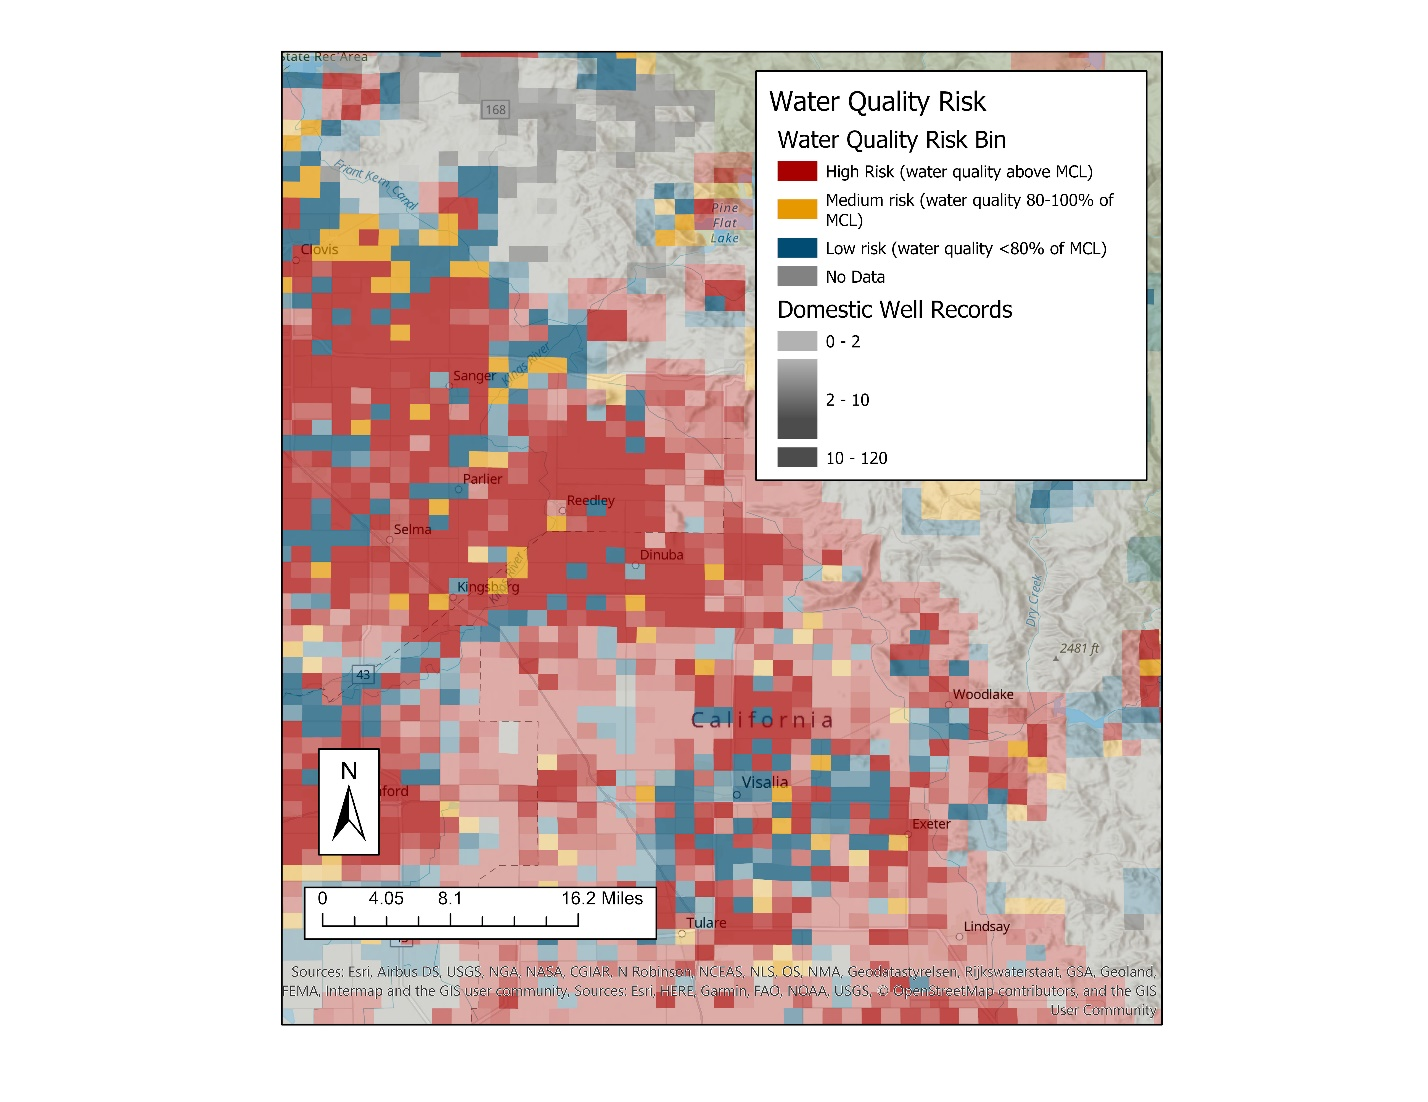 State Rec Area
168
Friant Kern Canal
Clovis
Pine
Flat
Lake
Water Quality Risk
Water Quality Risk Bin
High Risk (water quality above MCL)
Medium risk (water quality 80-100% of
MCL)
Low risk (water quality <80% of MCL)
No Data
Domestic Well Records
0 - 2
2 - 10
10 - 120
Kings River
Sanger
Parlier
Reedley
Selma
Dinuba
Kings River
Kingsburg
Dry Creek
2481 ft
43
Woodlake
California
N
nford
Visalia
Exeter
0 4.05 8.1 16.2 Miles
Tulare
Lindsay
Sources: Esri, Airbus DS, USGS, NGA, NASA, CGIAR, N Robinson, NCEAS, NLS, OS, NMA, Geodatastyrelsen, Rijkswaterstaat, GSA, Geoland,
FEMA, Intermap and the GIS user community, Sources: Esri, HERE, Garmin, FAO, NOAA, USGS, © OpenStreetMap contributors, and the GIS
User Community